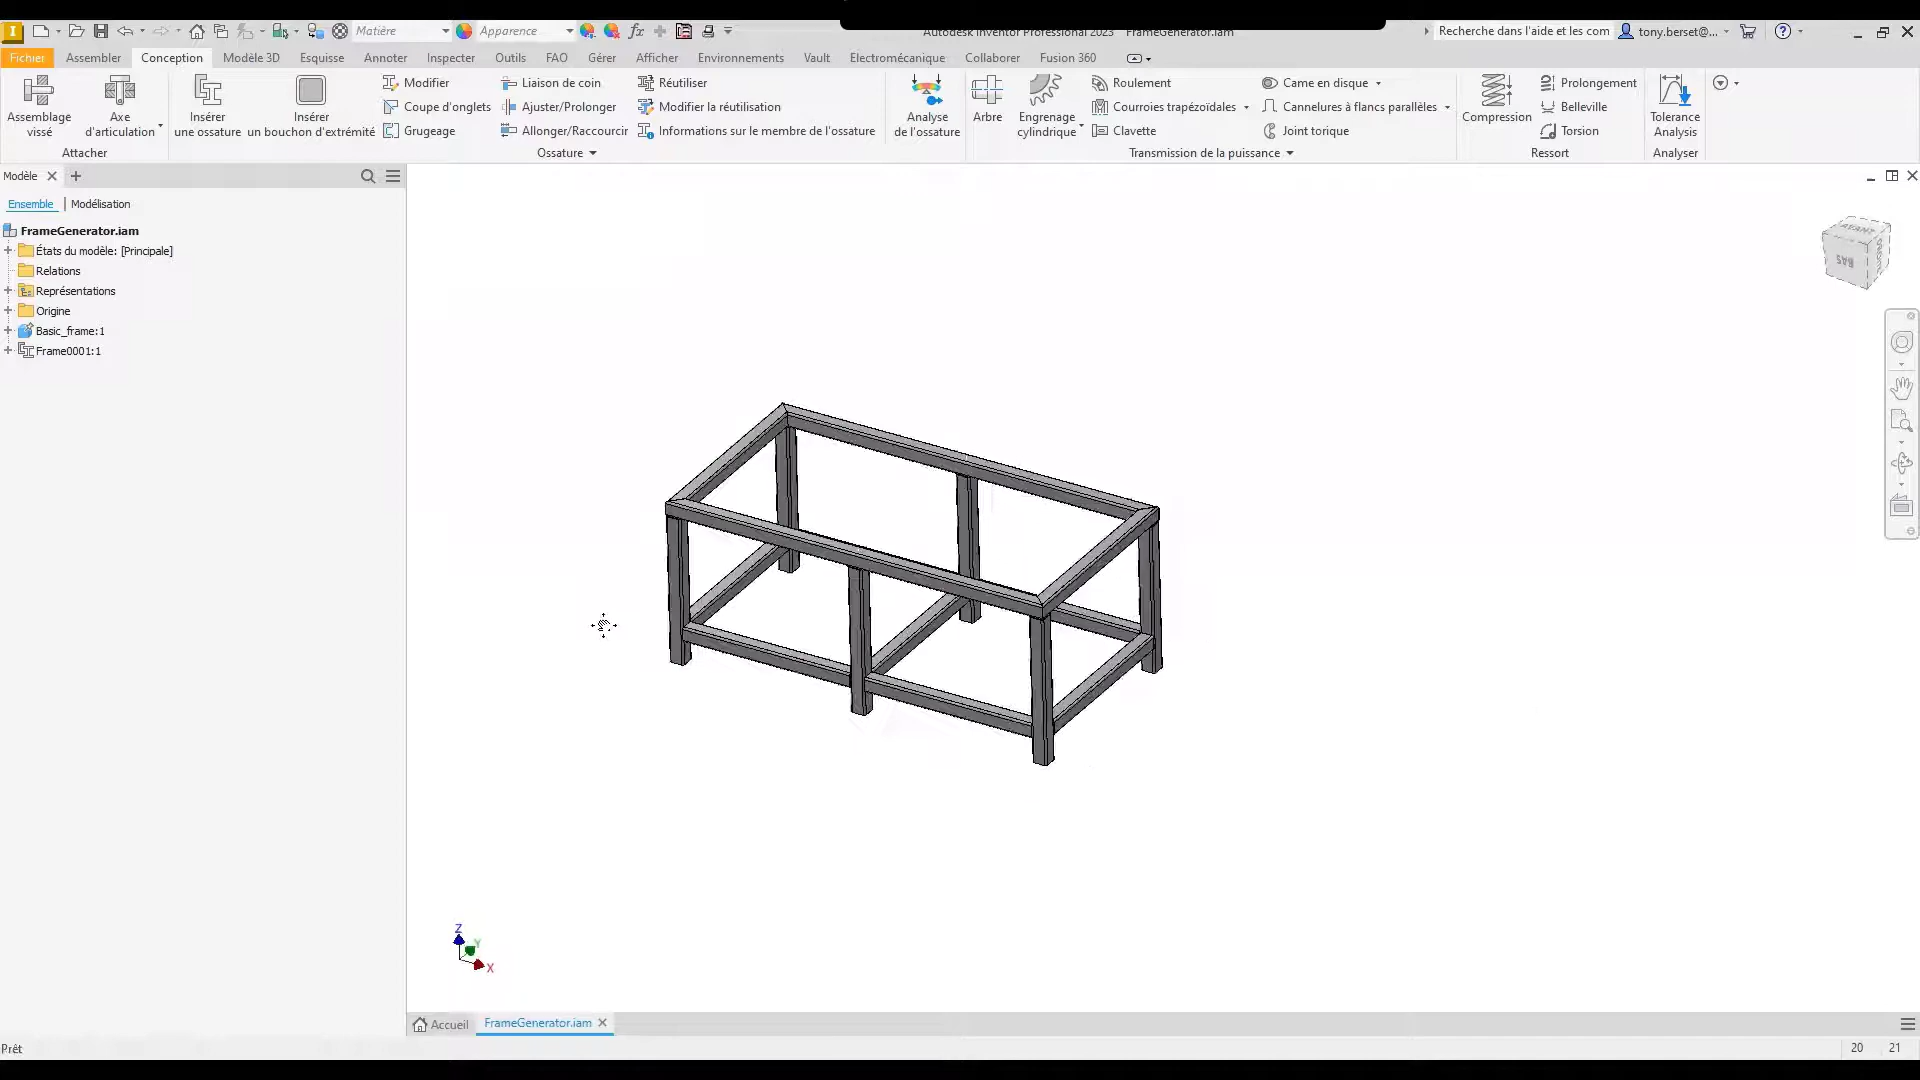 Matière
Apparence
Autodesk Inventor Professional 2023 FrameGenerator.iam
Recherche dans l'aide et les com
tony.berset@...
Fichier Assembler Conception Modèle 3D Esquisse Annoter Inspecter Outils FAO Gérer Afficher Environnements Vault Electromécanique Collaborer Fusion 360
Assemblage
vissé
Axe
d'articulation
Attacher
Insérer
une ossature
Insérer
un bouchon d'extrémité
Modifier
Coupe d'onglets
Grugeage
Liaison de coin
Ajuster/Prolonger
Allonger/Raccourcir
Réutiliser
Modifier la réutilisation
Informations sur le membre de l'ossature
Ossature
Analyse
de l'ossature
Arbre
Engrenage
cylindrique
Roulement
Courroies trapézoïdales
Clavette
Came en disque
Cannelures à flancs parallèles
Joint torique
Transmission de la puissance
Compression
Prolongement
Belleville
Torsion
Ressort
Tolerance
Analysis
Analyser
Modèle
Ensemble Modélisation
FrameGenerator.iam
États du modèle: [Principale]
Relations
Représentations
Origine
Basic_frame:1
Frame0001:1
AVANT
BAS
Z
Y
X
Accueil FrameGenerator.iam
Prêt
20 21